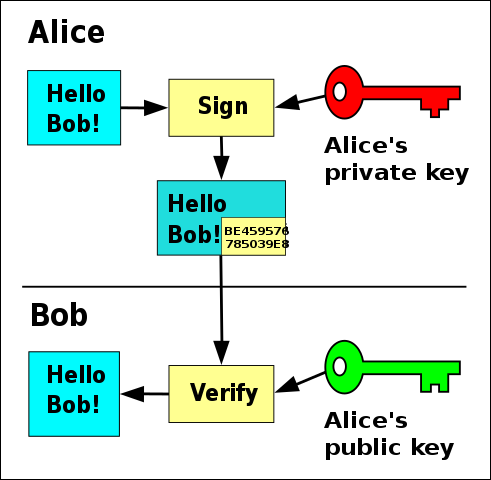 Alice
Hello
Bob!
Sign
Alice's
private key
Hello
Bob!
BE459576
785039E8
Bob
Hello
Bob!
Verify
Alice's
public key